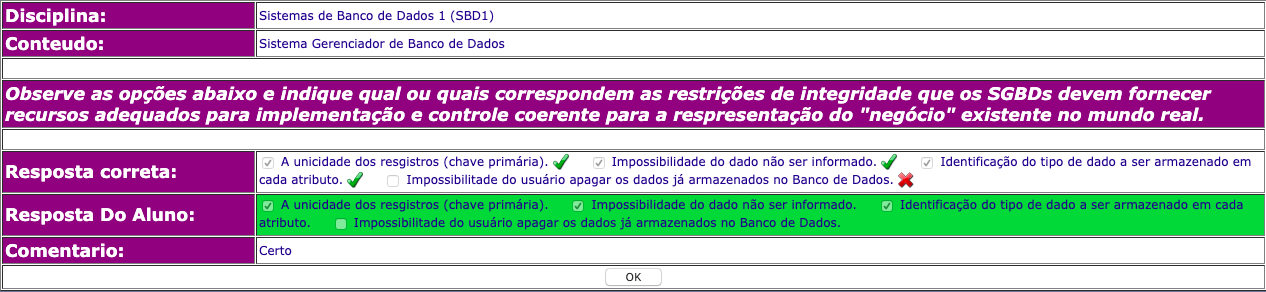 Disciplina: Sistemas de Banco de Dados 1 (SBD1)
Conteudo: Sistema Gerenciador de Banco de Dados
Observe as opções abaixo e indique qual ou quais correspondem as restrições de integridade que os SGBDs devem fornecer
recursos adequados para implementação e controle coerente para a respresentação do "negócio" existente no mundo real.
Resposta correta: A unicidade dos resgistros (chave primária). Impossibilidade do dado não ser informado. Identificação do tipo de dado a ser armazenado em
cada atributo. Impossibilitade do usuário apagar os dados já armazenados no Banco de Dados.
Resposta Do Aluno: A unicidade dos resgistros (chave primária). Impossibilidade do dado não ser informado. Identificação do tipo de dado a ser armazenado em cada
atributo. Impossibilitade do usuário apagar os dados já armazenados no Banco de Dados.
Comentario: Certo
OK